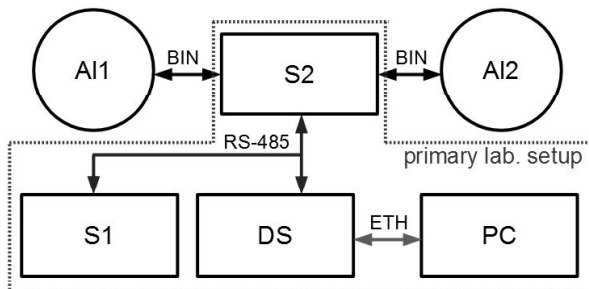 BIN
BIN
AI1
S2
AI2
RS-485
primary lab. setup
ETH
S1
DS
PC